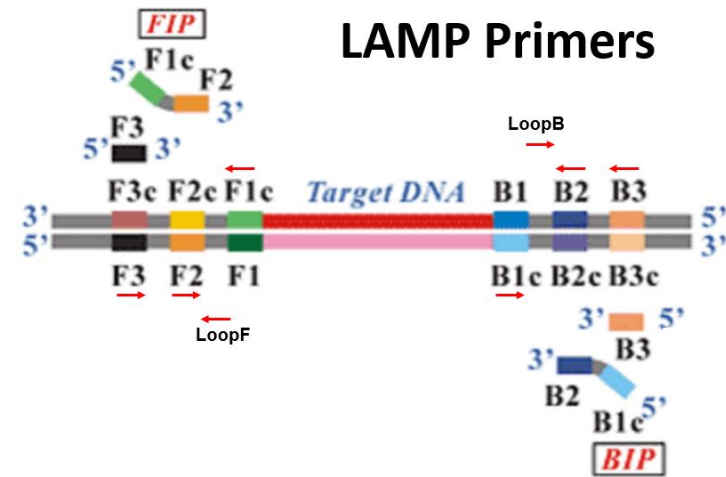 FIP
LAMP Primers
5’ F1c F2 3’
F3
5’ 3’
LoopB
F3c F2c F1c Target DNA B1 B2 B3
3’ 5’
5’ 3’
F3 F2 F1 B1c B2c B3c
LoopF
3’ 5’
B3
3’
B2
B1c 5’
BIP